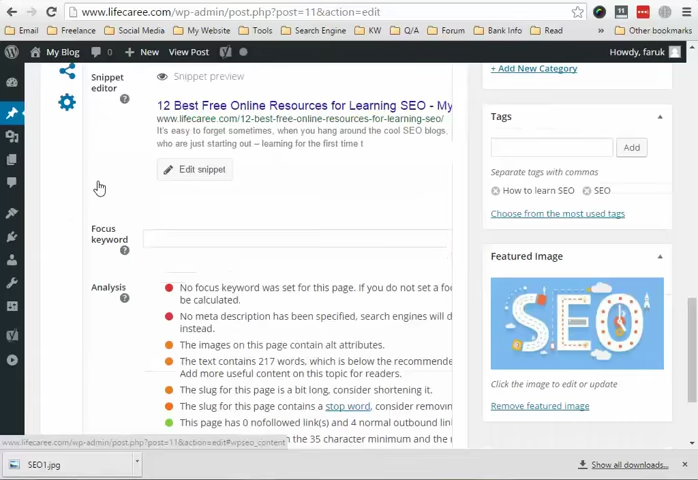 www.lifecaree.com/wp-admin/post.php?post=11&action=edit
Email Freelance Social Media My Website Tools Search Engine KW Q/A Forum Bank Info Read Other bookmarks
My Blog 0 New View Post Howdy, faruk
Snippet editor
Snippet preview
12 Best Free Online Resources for Learning SEO - My
www.lifecaree.com/12-best-free-online-resources-for-learning-seo/
It's easy to forget sometimes, when you hang around the cool SEO blogs,
who are just starting out – learning for the first time t
Edit snippet
Focus keyword
Analysis
No focus keyword was set for this page. If you do not set a fo
be calculated.
No meta description has been specified, search engines will d
instead.
The images on this page contain alt attributes.
The text contains 217 words, which is below the recommende
Add more useful content on this topic for readers.
The slug for this page is a bit long, consider shortening it.
The slug for this page contains a stop word, consider removin
This page has 0 nofollowed link(s) and 4 normal outbound lin
n the 35 character minimum and the r
+ Add New Category
Tags
Add
Separate tags with commas
How to learn SEO SEO
Choose from the most used tags
Featured Image
SEO
Click the image to edit or update
Remove featured image
www.lifecaree.com/wp-admin/post.php?post=11&action=edit#wpseo_content
SEO1.jpg
Show all downloads...